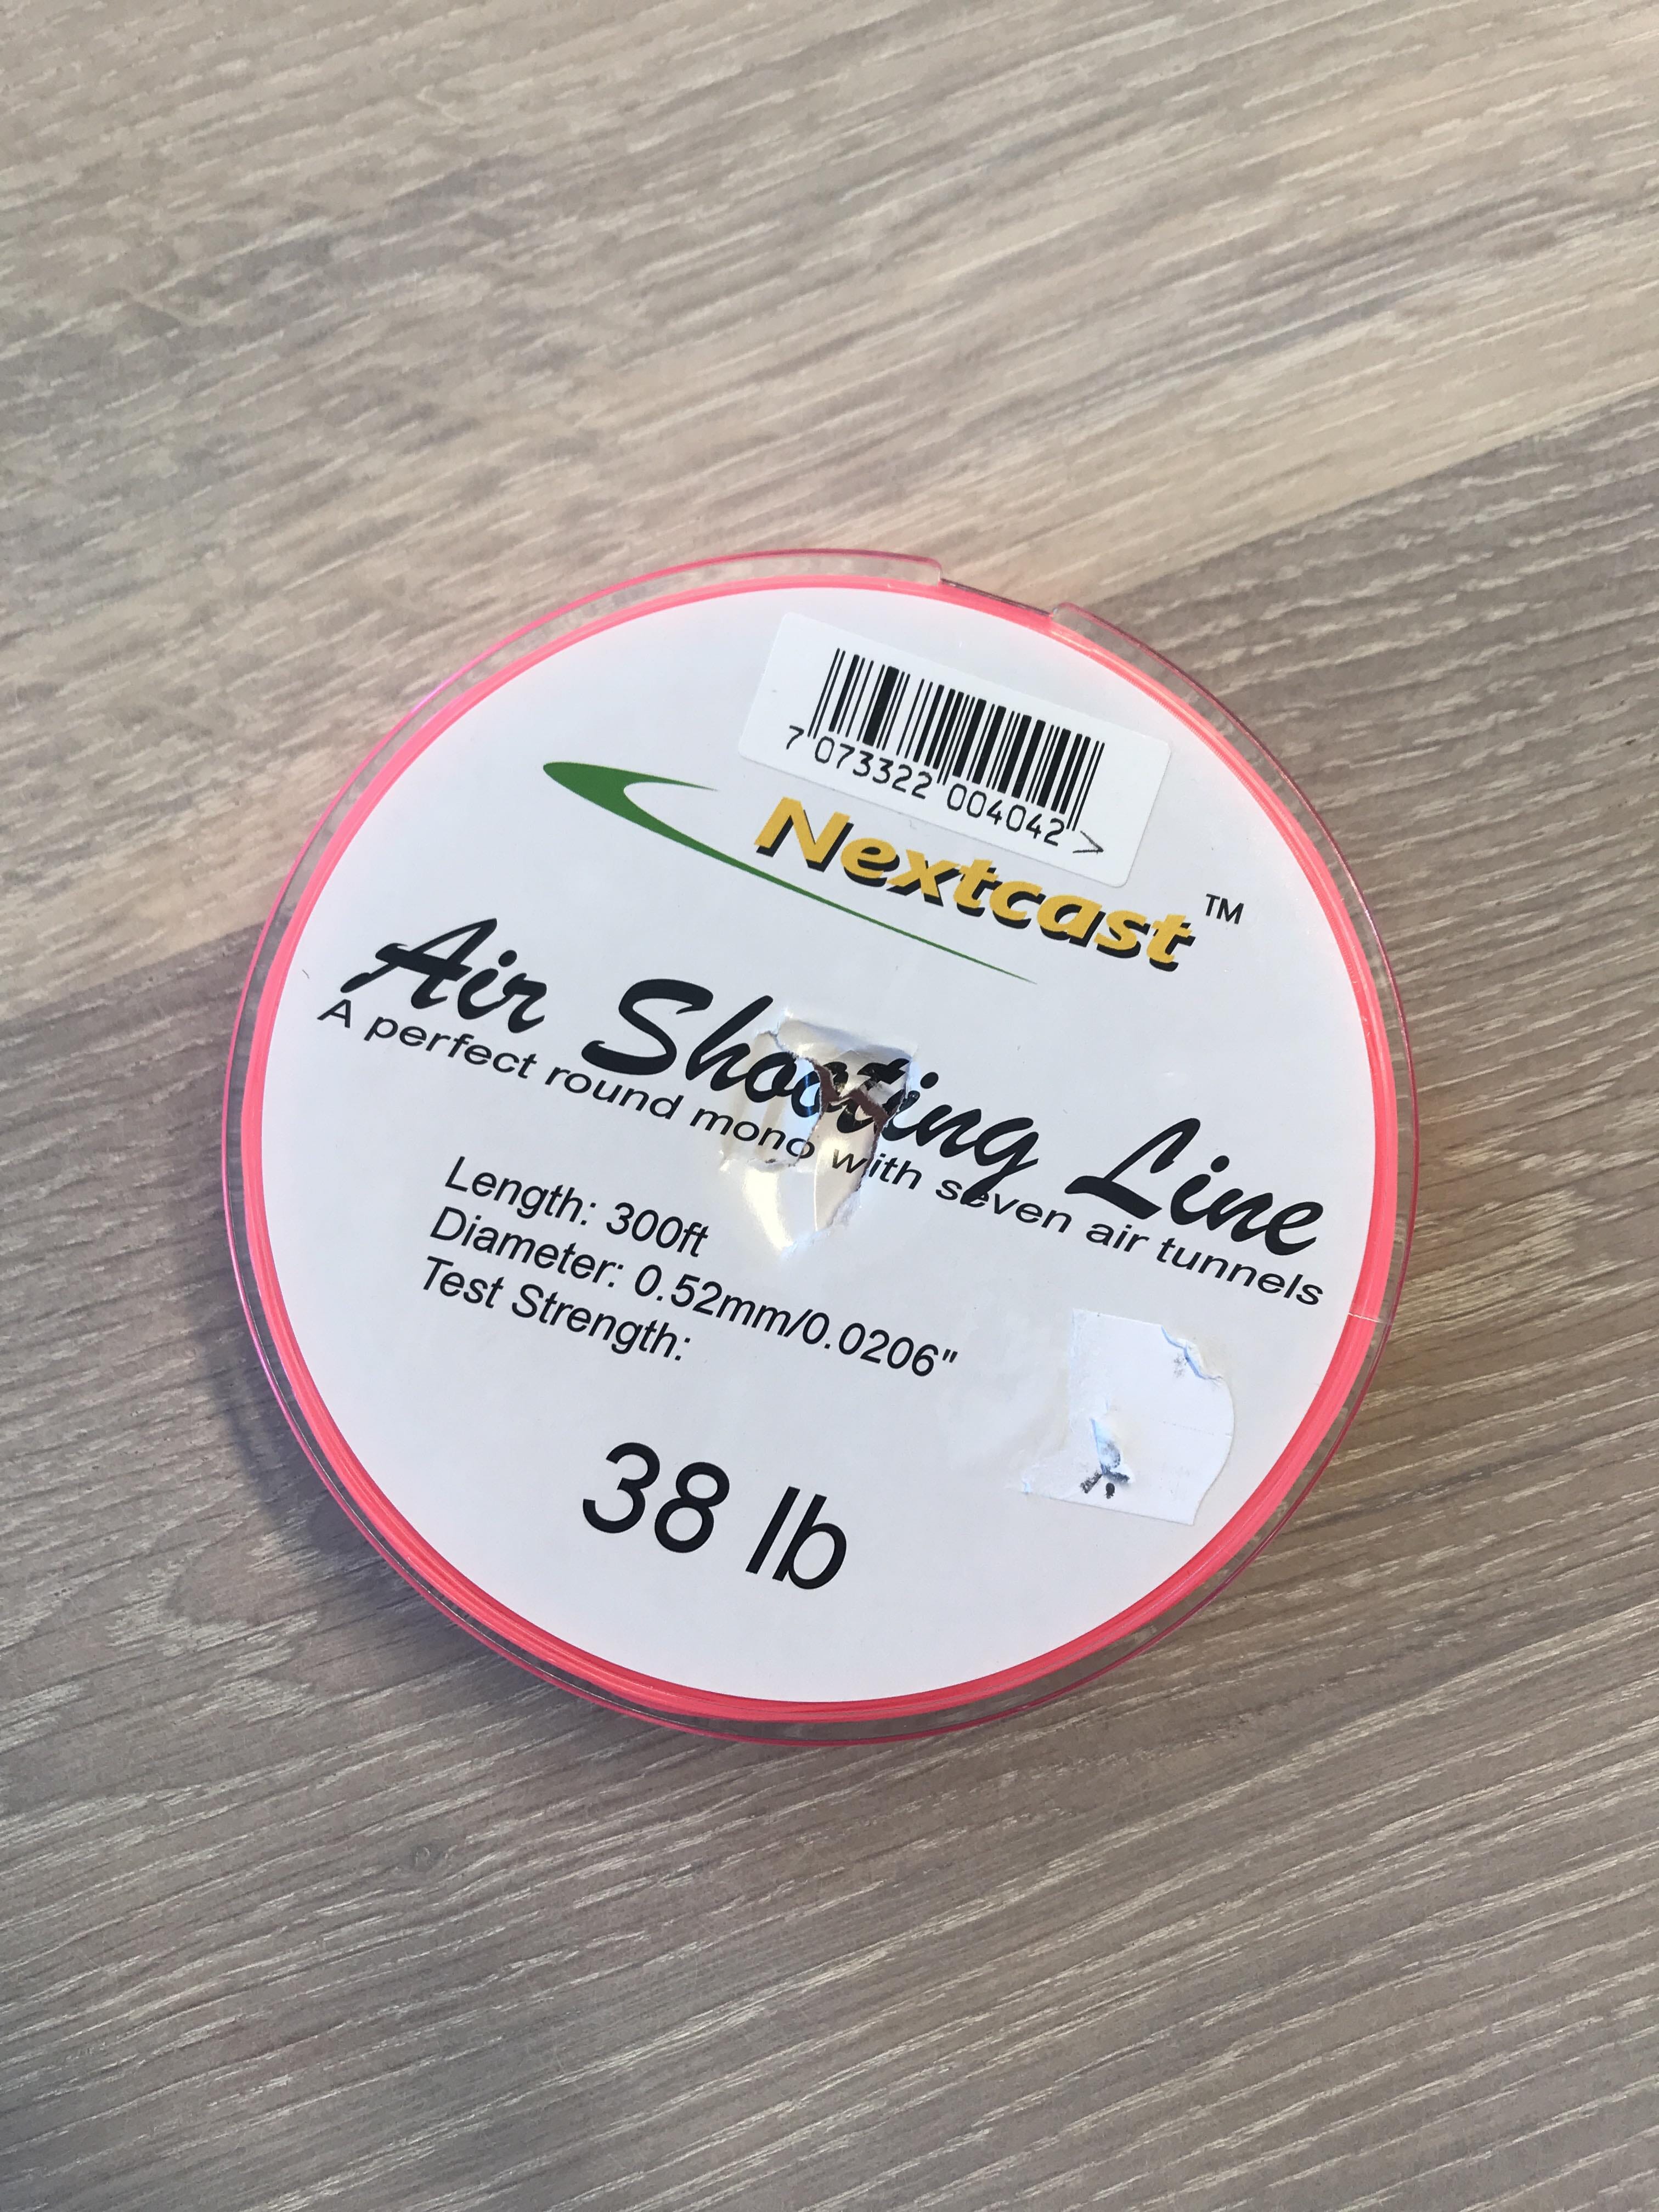 7 073322 004042 >
Nextcast™
Air Shooting Line
A perfect round mono with seven air tunnels
Length: 300ft
Diameter: 0.52mm/0.0206"
Test Strength:
38 lb